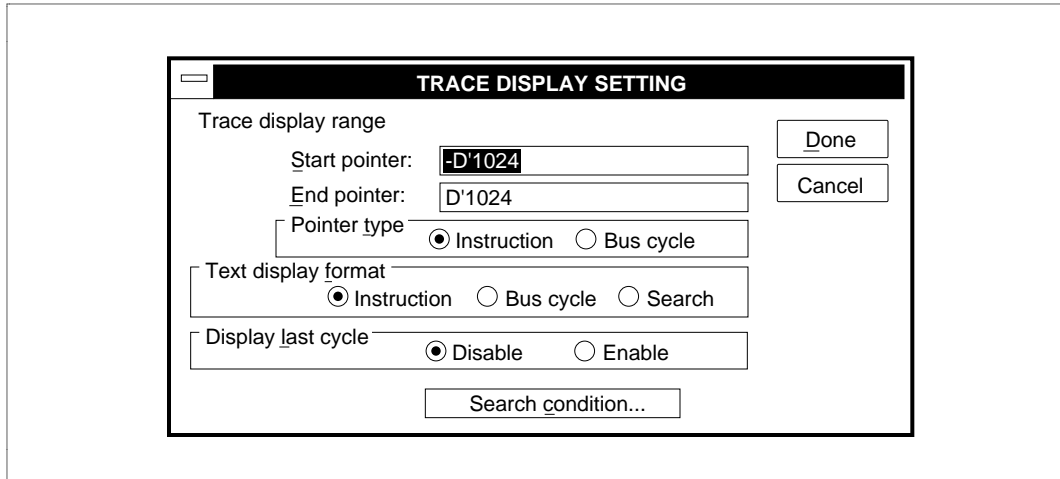 TRACE DISPLAY SETTING
Trace display range
Start pointer: -D'1024
End pointer: D'1024
Pointer type
Instruction Bus cycle
Text display format
Instruction Bus cycle Search
Display last cycle
Disable Enable
Search condition...
Done
Cancel